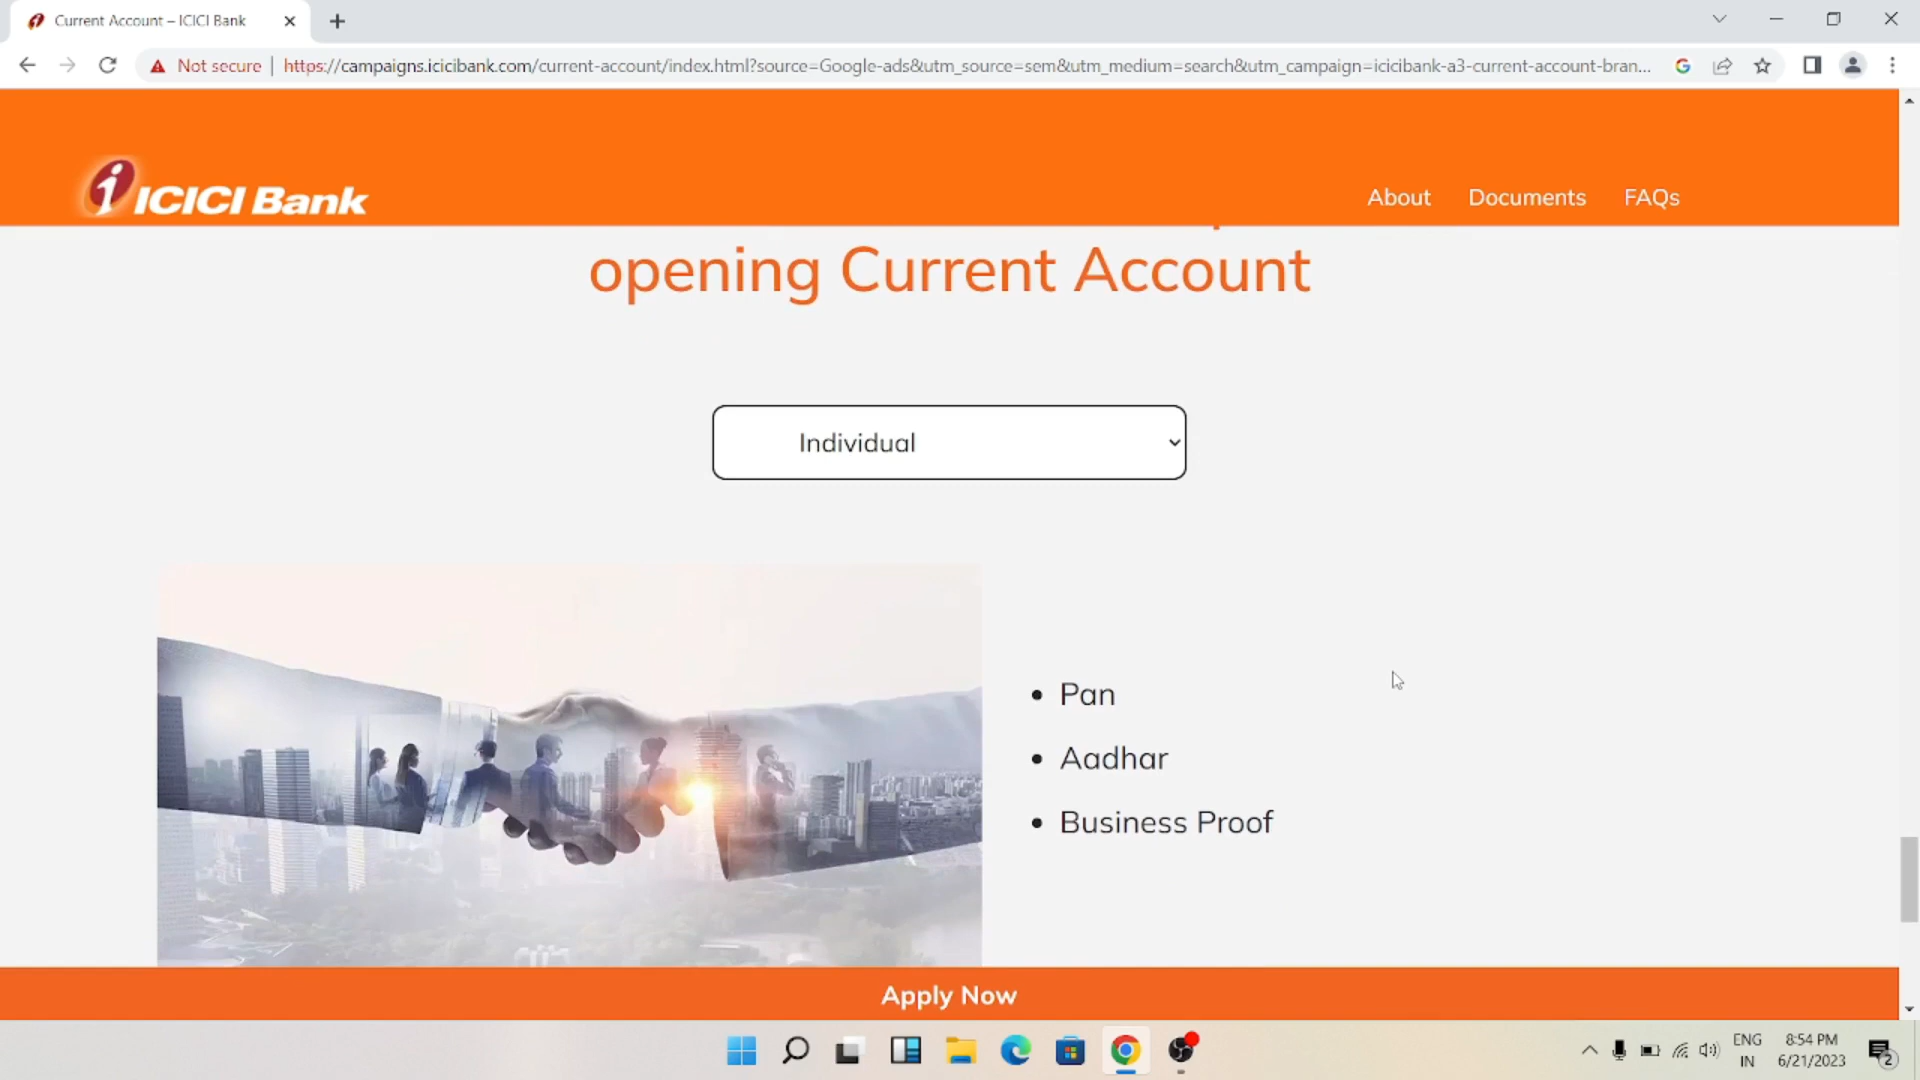 Current Account – ICICI Bank
Not secure
https://campaigns.icicibank.com/current-account/index.html?source=Google-ads&utm_source=sem&utm_medium=search&utm_campaign=icicibank-a3-current-account-bran...
ICICI Bank
About
Documents
FAQs
opening Current Account
Individual
Pan
Aadhar
Business Proof
Apply Now
ENG
IN
8:54 PM
6/21/2023
2